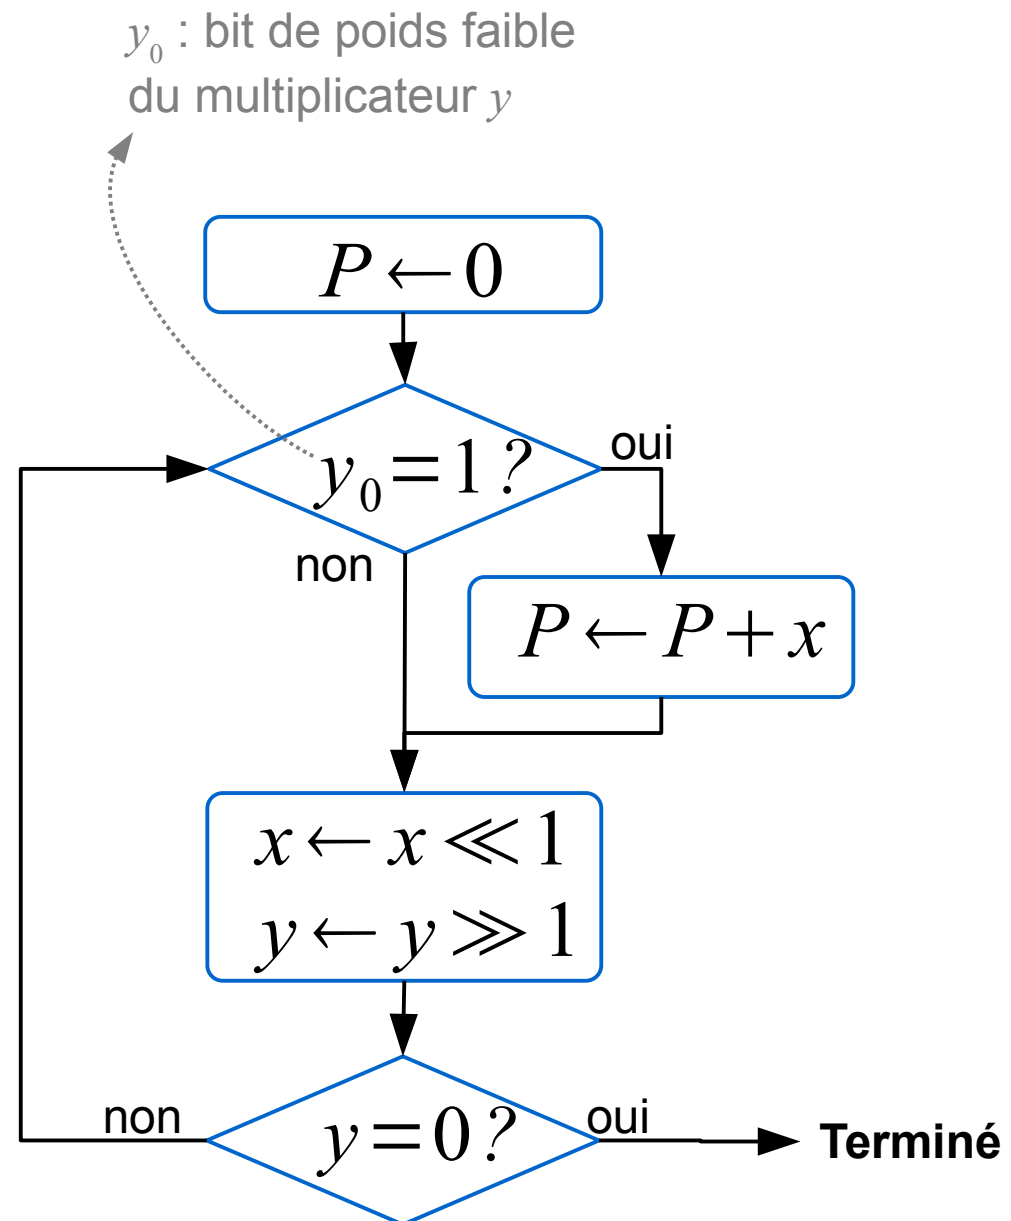 y₀ : bit de poids faible
du multiplicateur y
P ← 0
y₀ = 1 ?
oui
non
P ← P + x
x ← x ≪ 1
y ← y ≫ 1
non
y = 0 ?
oui
Terminé